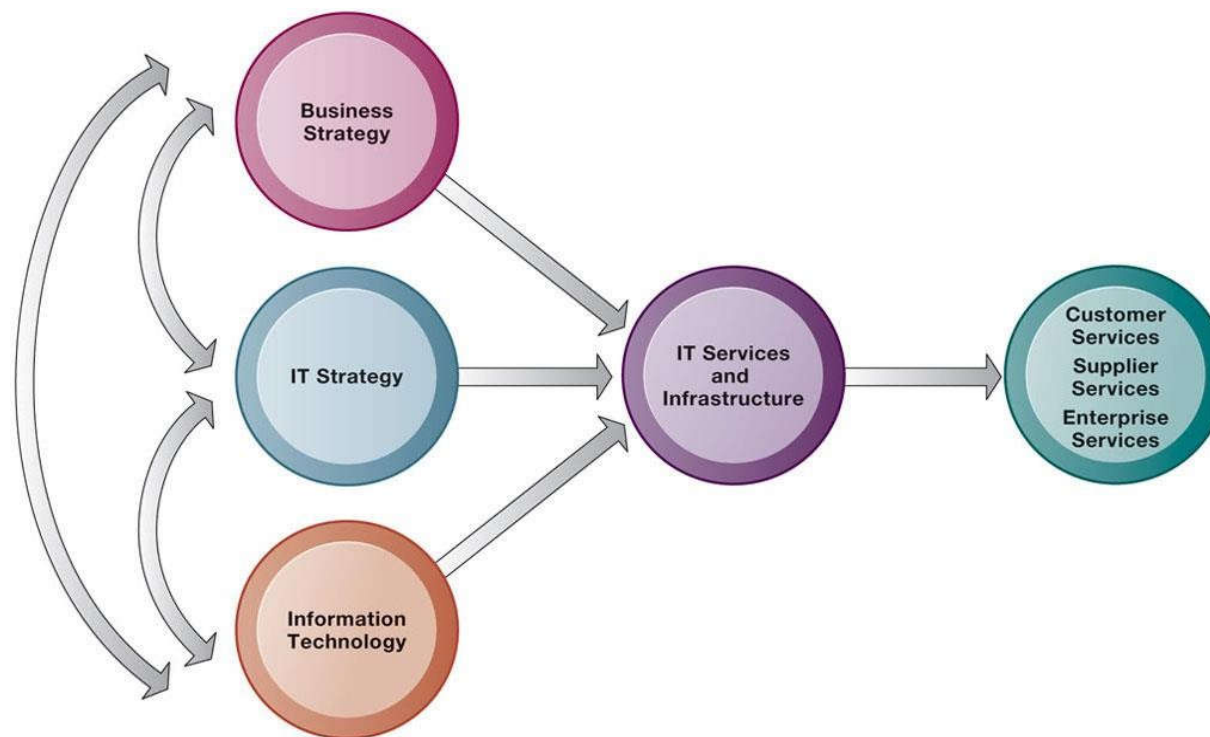 Business
Strategy
IT Strategy
Information
Technology
IT Services
and
Infrastructure
Customer
Services
Supplier
Services
Enterprise
Services